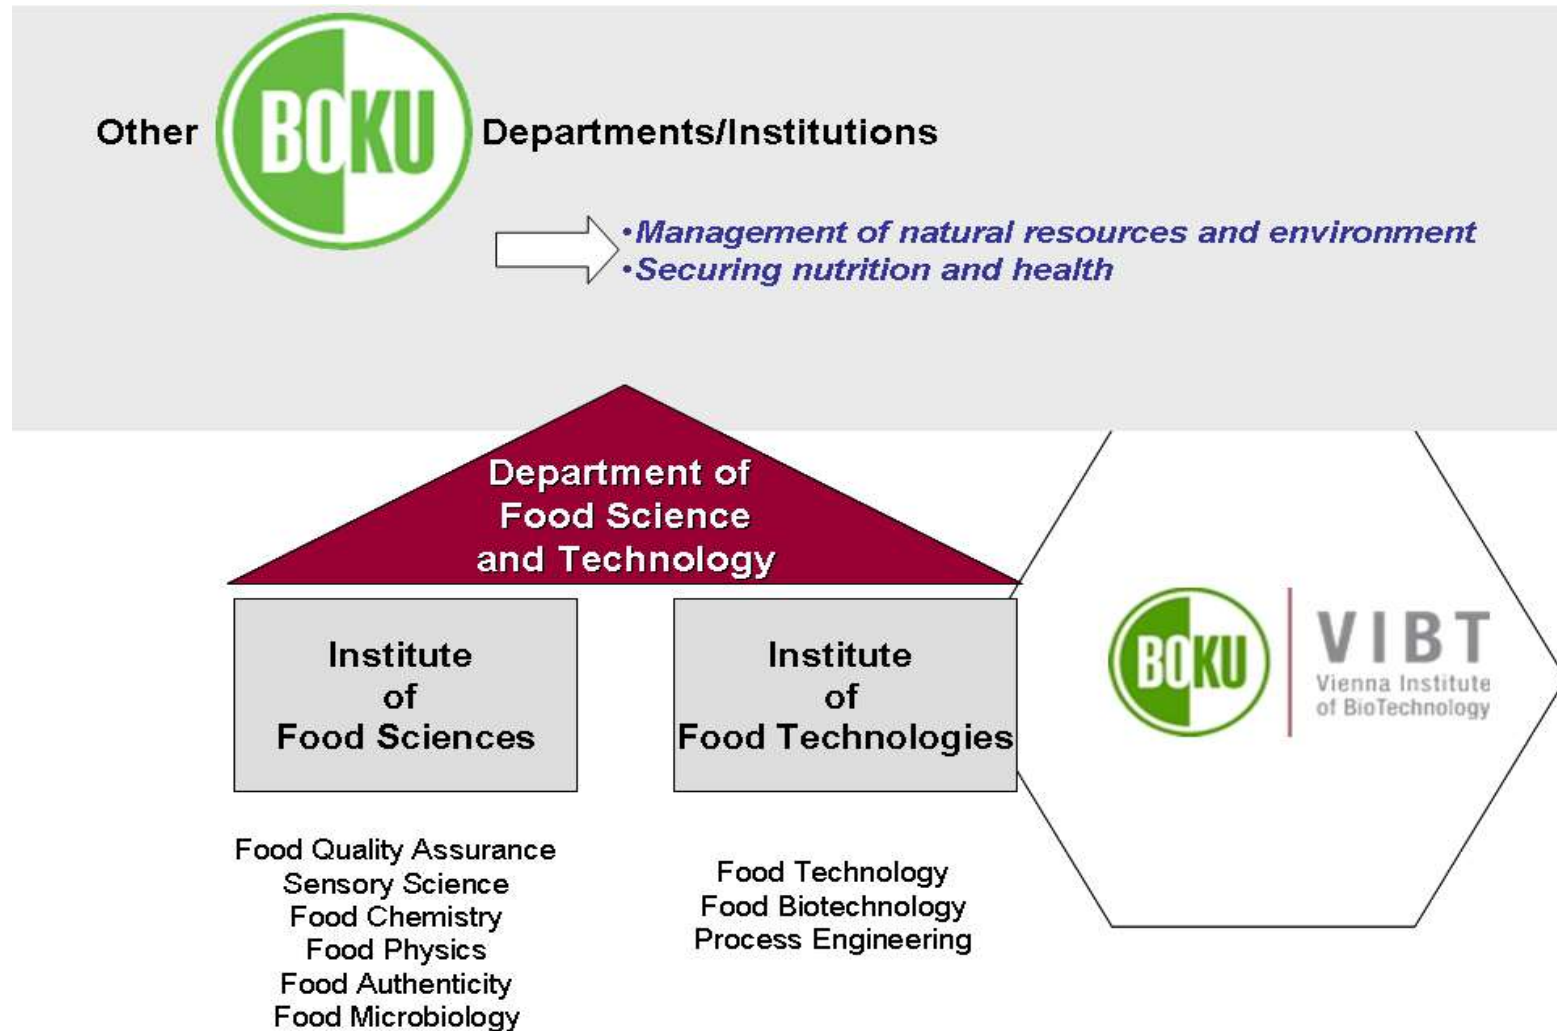 Other BOKU Departments/Institutions
•Management of natural resources and environment
•Securing nutrition and health
Department of
Food Science
and Technology
Institute
of
Food Sciences
Institute
of
Food Technologies
BOKU
VIBT
Vienna Institute
of BioTechnology
Food Quality Assurance
Sensory Science
Food Chemistry
Food Physics
Food Authenticity
Food Microbiology
Food Technology
Food Biotechnology
Process Engineering